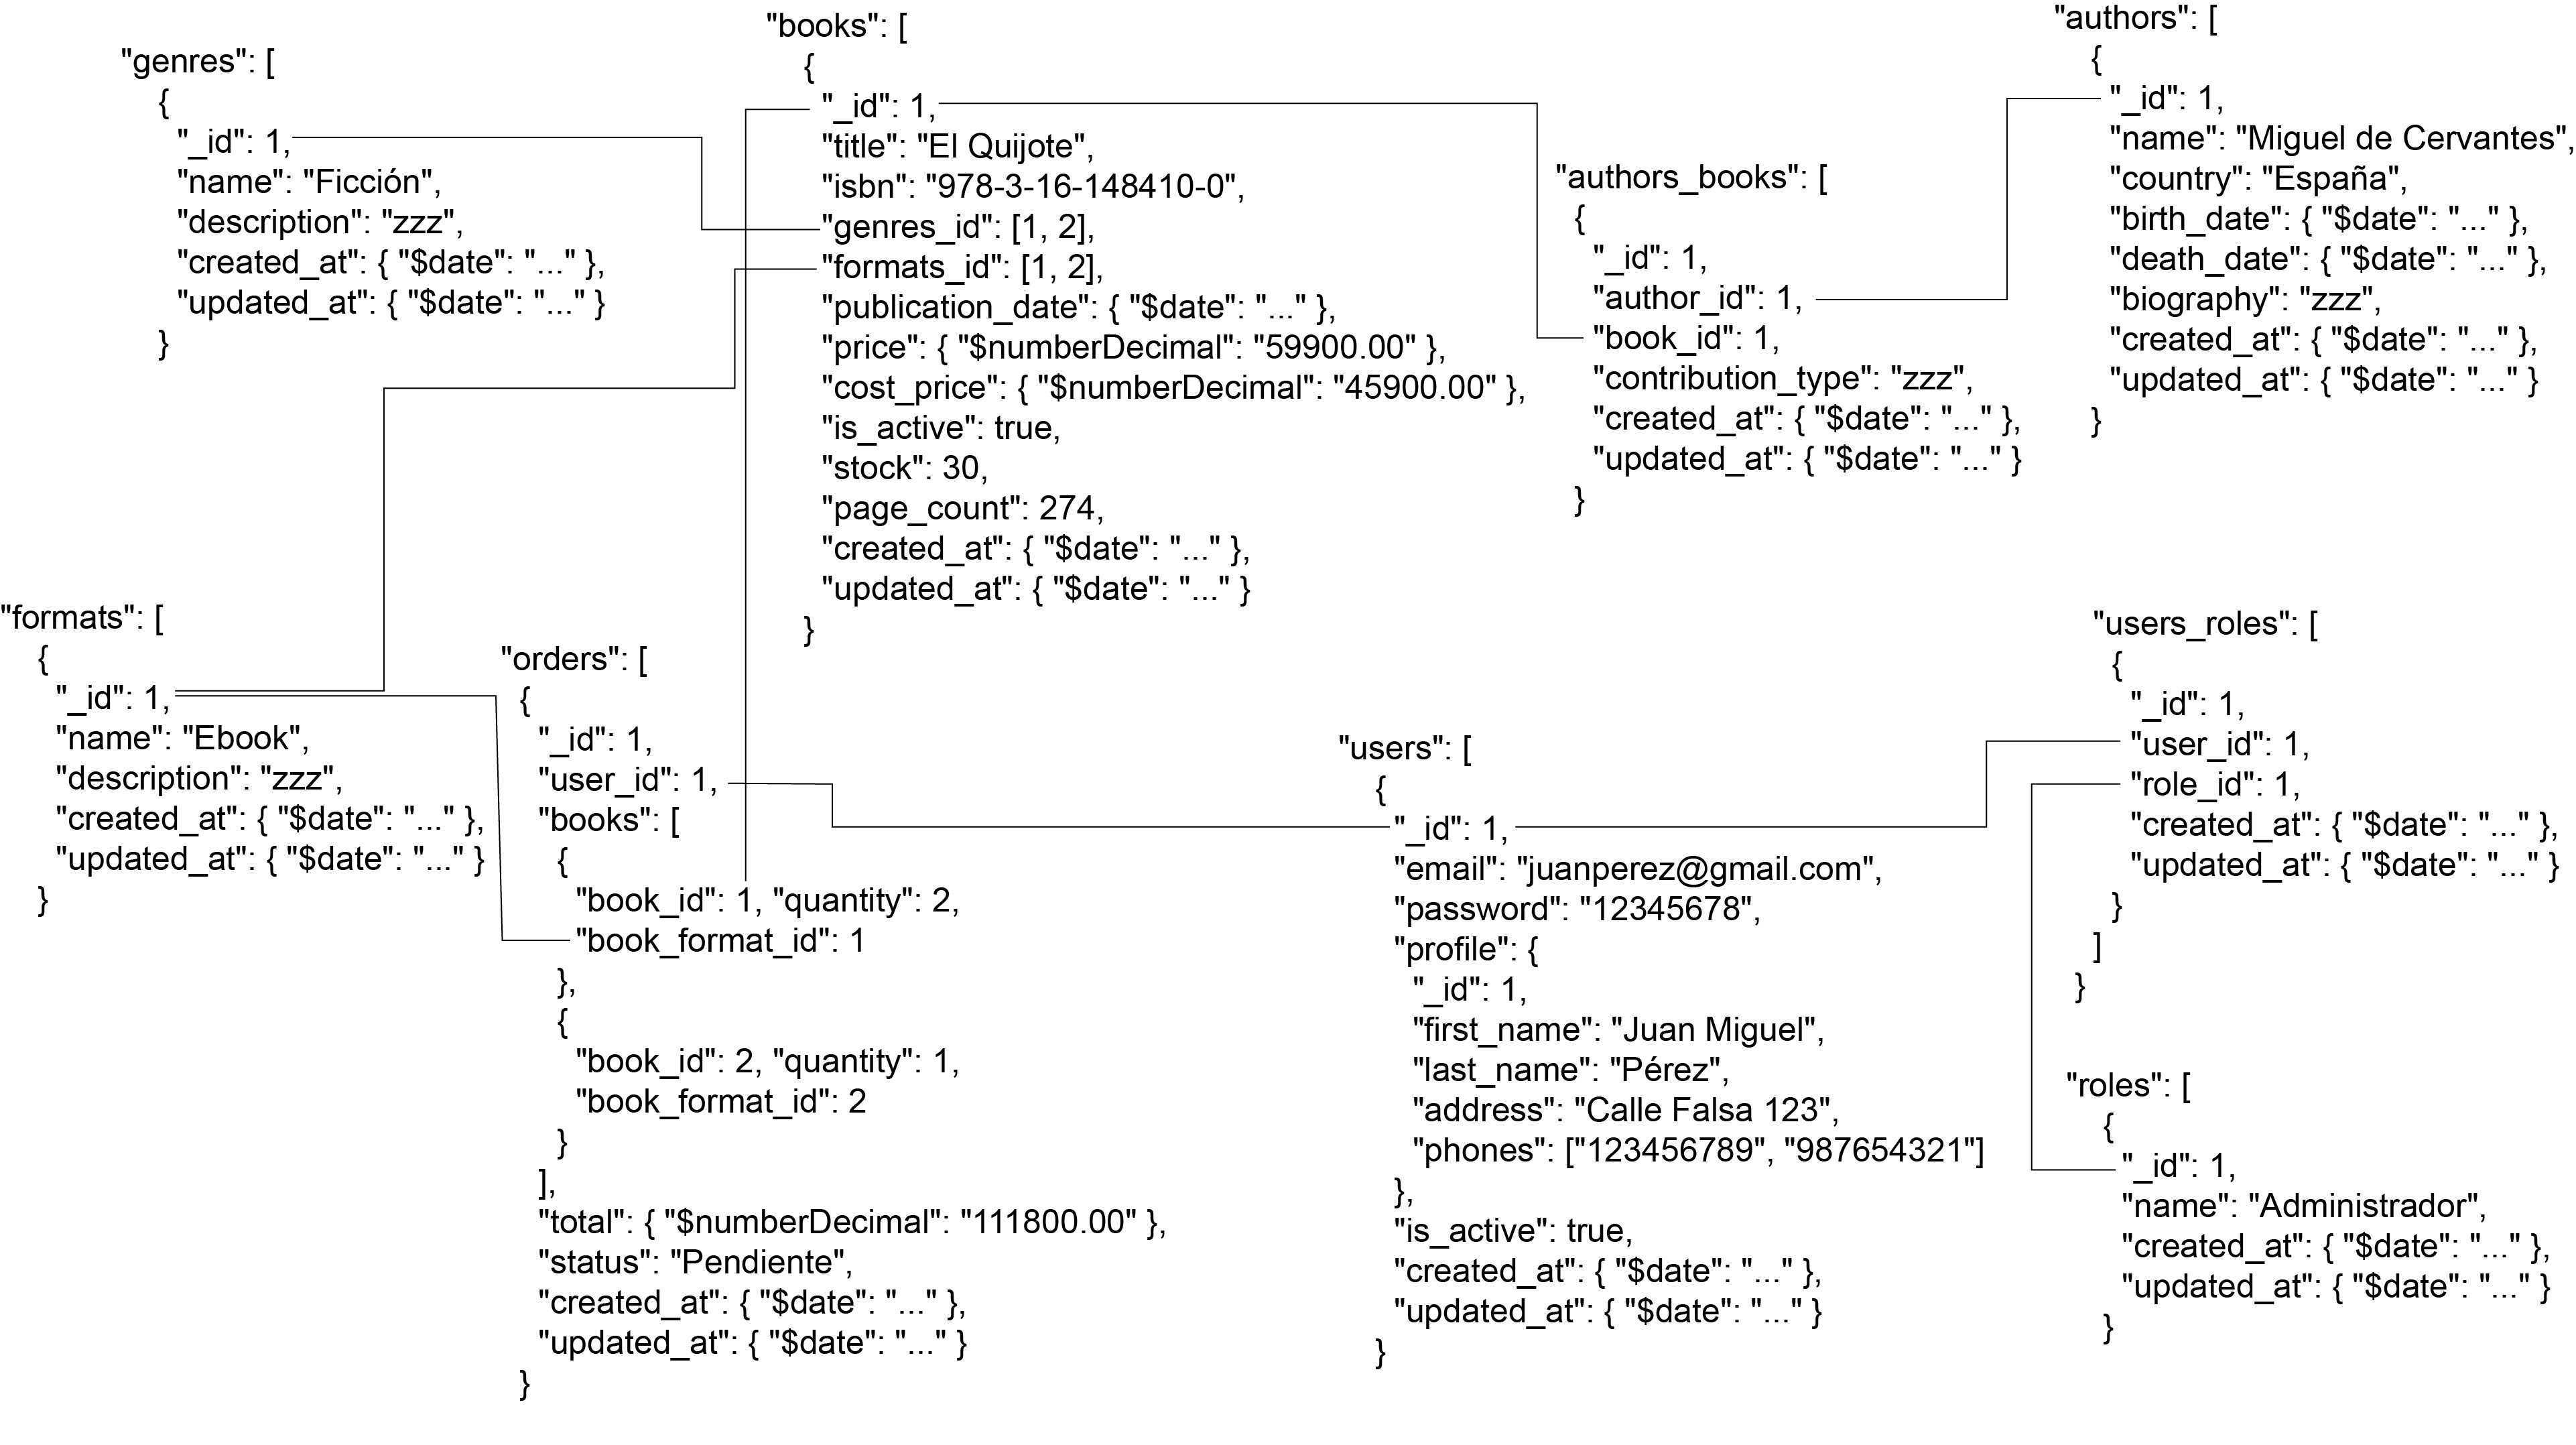 "genres": [
{
"_id": 1,
"name": "Ficción",
"description": "zzz",
"created_at": { "$date": "..." },
"updated_at": { "$date": "..." }
}
"books": [
{
"_id": 1,
"title": "El Quijote",
"isbn": "978-3-16-148410-0",
"genres_id": [1, 2],
"formats_id": [1, 2],
"publication_date": { "$date": "..." },
"price": { "$numberDecimal": "59900.00" },
"cost_price": { "$numberDecimal": "45900.00" },
"is_active": true,
"stock": 30,
"page_count": 274,
"created_at": { "$date": "..." },
"updated_at": { "$date": "..." }
}
"authors_books": [
{
"_id": 1,
"author_id": 1,
"book_id": 1,
"contribution_type": "zzz",
"created_at": { "$date": "..." },
"updated_at": { "$date": "..." }
}
"authors": [
{
"_id": 1,
"name": "Miguel de Cervantes",
"country": "España",
"birth_date": { "$date": "..." },
"death_date": { "$date": "..." },
"biography": "zzz",
"created_at": { "$date": "..." },
"updated_at": { "$date": "..." }
}
"formats": [
{
"_id": 1,
"name": "Ebook",
"description": "zzz",
"created_at": { "$date": "..." },
"updated_at": { "$date": "..." }
}
"orders": [
{
"_id": 1,
"user_id": 1,
"books": [
{
"book_id": 1, "quantity": 2,
"book_format_id": 1
},
{
"book_id": 2, "quantity": 1,
"book_format_id": 2
}
],
"total": { "$numberDecimal": "111800.00" },
"status": "Pendiente",
"created_at": { "$date": "..." },
"updated_at": { "$date": "..." }
}
"users": [
{
"_id": 1,
"email": "juanperez@gmail.com",
"password": "12345678",
"profile": {
"_id": 1,
"first_name": "Juan Miguel",
"last_name": "Pérez",
"address": "Calle Falsa 123",
"phones": ["123456789", "987654321"]
},
"is_active": true,
"created_at": { "$date": "..." },
"updated_at": { "$date": "..." }
}
"users_roles": [
{
"_id": 1,
"user_id": 1,
"role_id": 1,
"created_at": { "$date": "..." },
"updated_at": { "$date": "..." }
}
]
}
"roles": [
{
"_id": 1,
"name": "Administrador",
"created_at": { "$date": "..." },
"updated_at": { "$date": "..." }
}